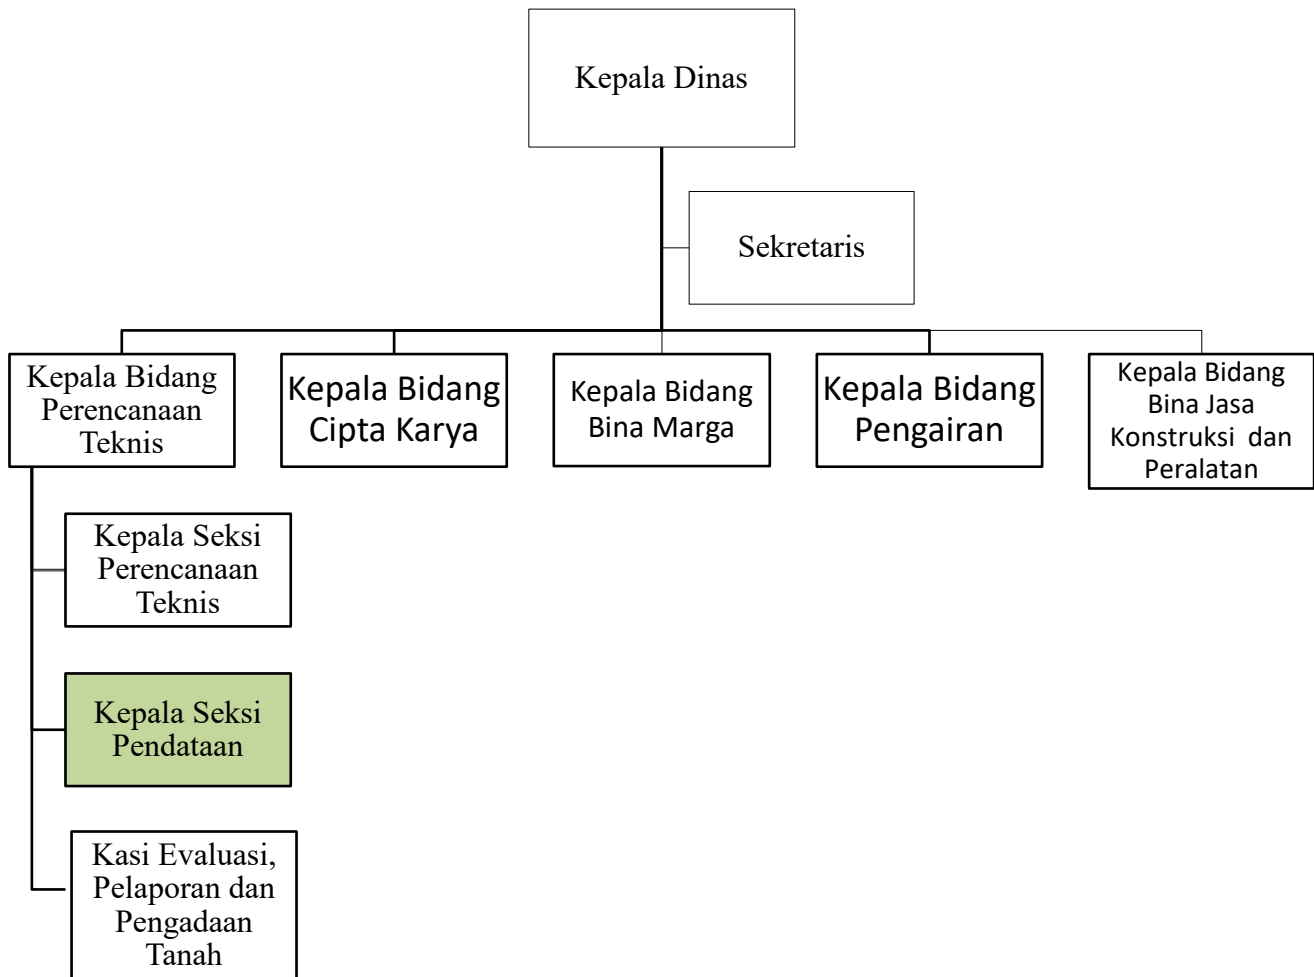 Kepala Dinas
Sekretaris
Kepala Bidang
Perencanaan
Teknis
Kepala Bidang
Cipta Karya
Kepala Bidang
Bina Marga
Kepala Bidang
Pengairan
Kepala Bidang
Bina Jasa
Konstruksi dan
Peralatan
Kepala Seksi
Perencanaan
Teknis
Kepala Seksi
Pendataan
Kasi Evaluasi,
Pelaporan dan
Pengadaan
Tanah